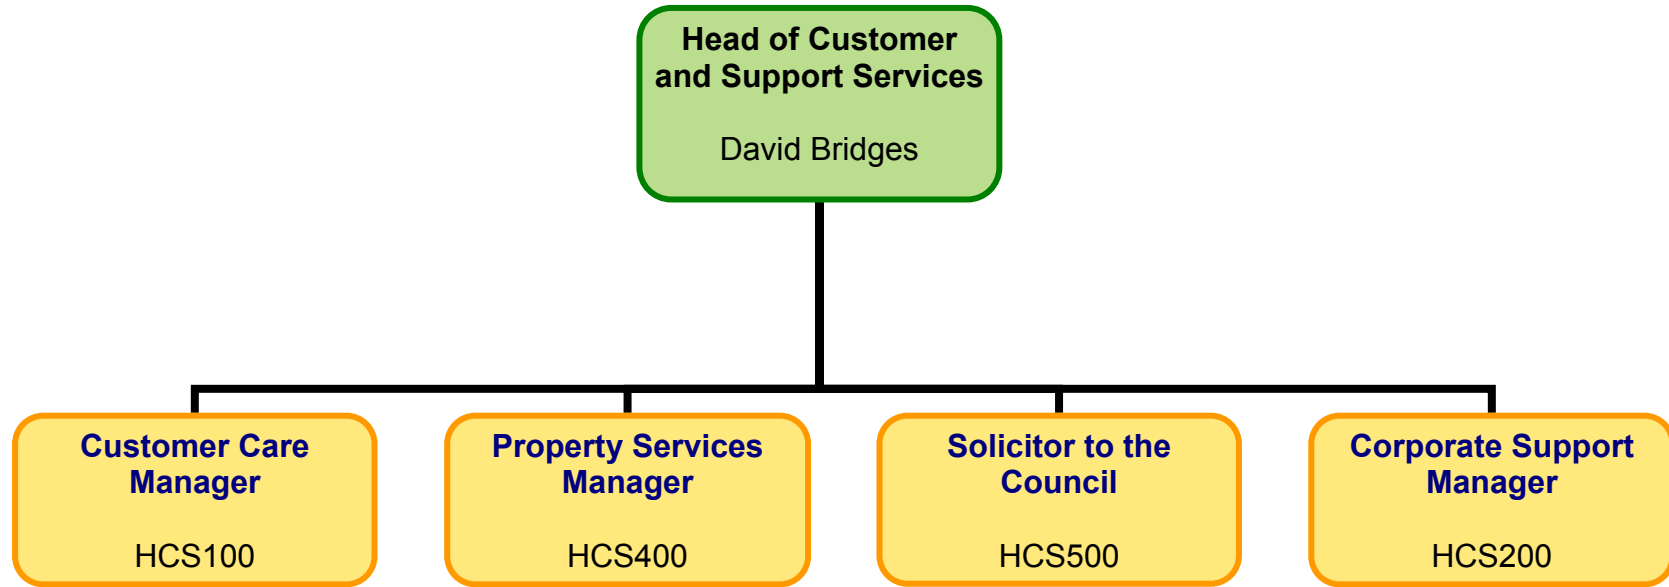 Head of Customer
and Support Services
David Bridges
Customer Care
Manager
HCS100
Property Services
Manager
HCS400
Solicitor to the
Council
HCS500
Corporate Support
Manager
HCS200